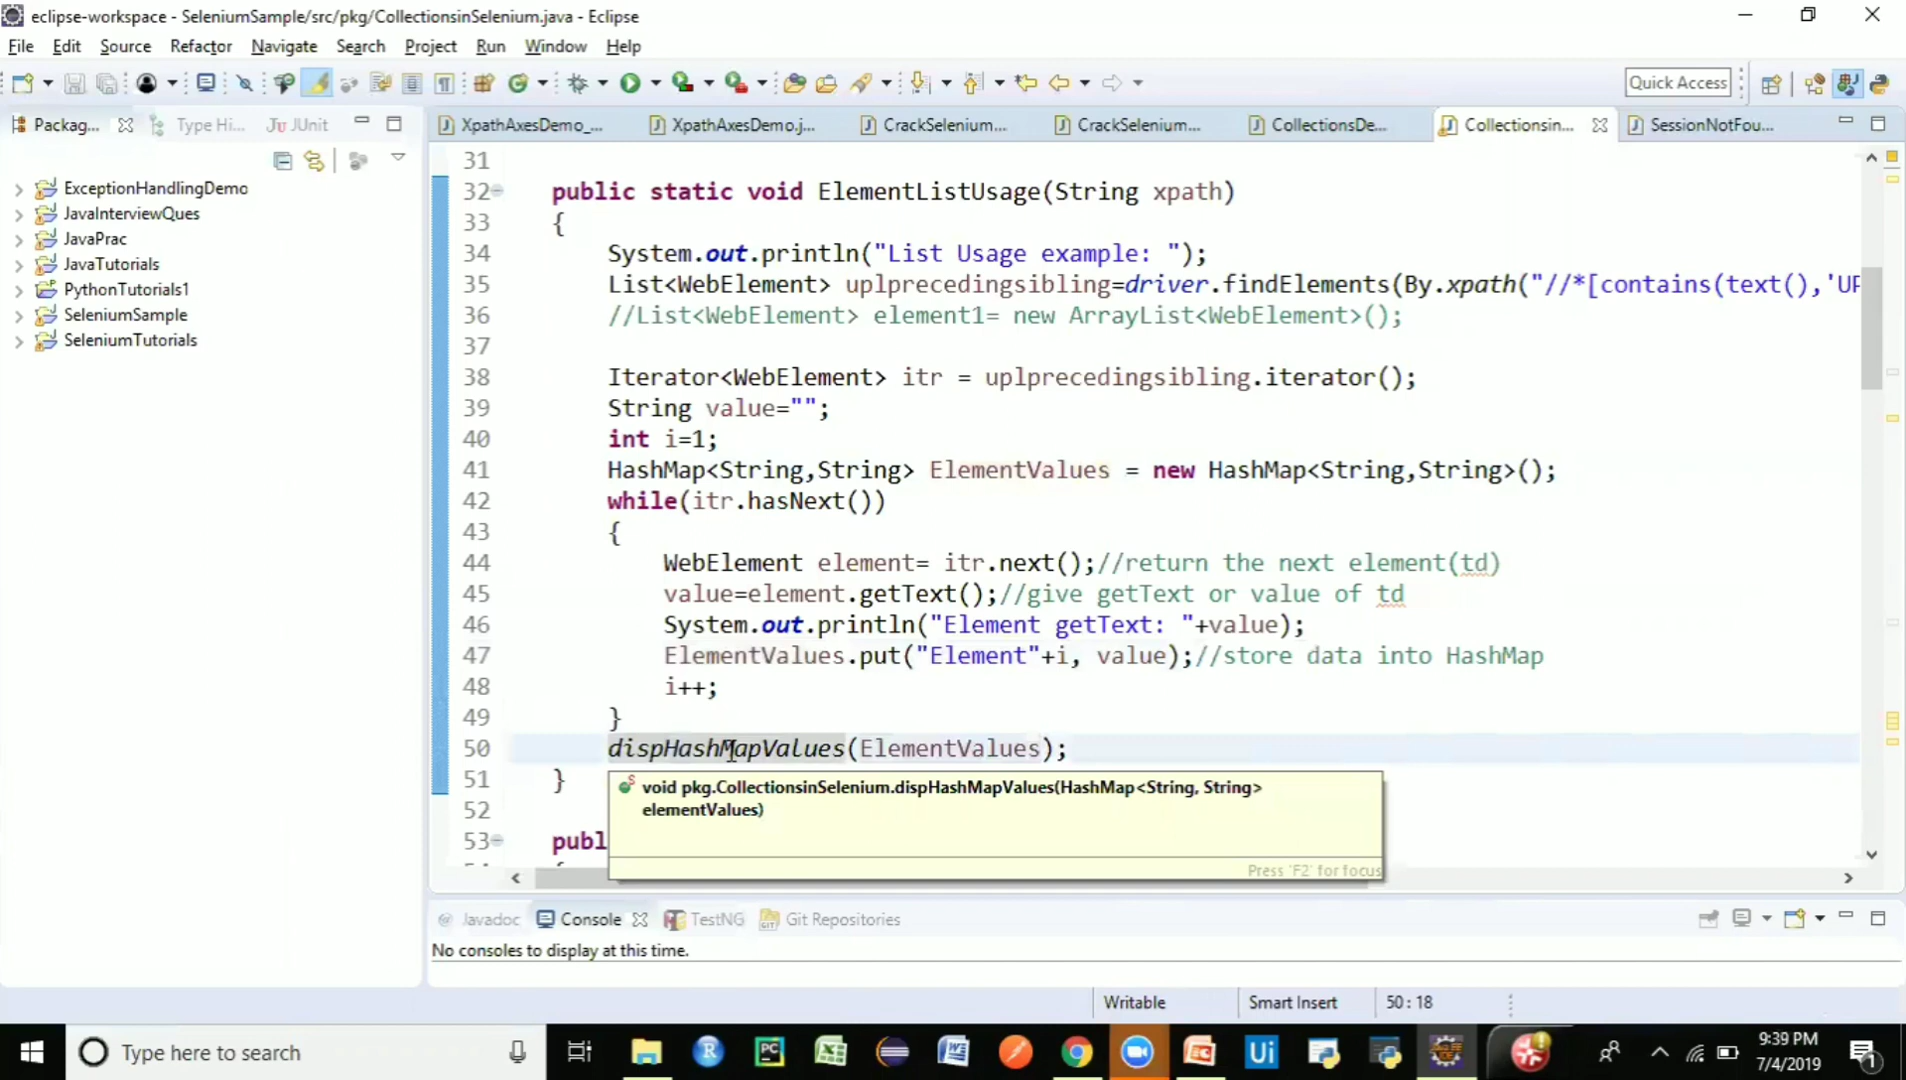 eclipse-workspace - SeleniumSample/src/pkg/CollectionsinSelenium.java - Eclipse
File Edit Source Refactor Navigate Search Project Run Window Help
Quick Access
Packag... Type Hi... JUnit
XpathAxesDemo_... XpathAxesDemo.j... CrackSelenium... CrackSelenium... CollectionsDe... Collectionsin... SessionNotFou...
ExceptionHandlingDemo
JavaInterviewQues
JavaPrac
JavaTutorials
PythonTutorials1
SeleniumSample
SeleniumTutorials
31
32 public static void ElementListUsage(String xpath)
33 {
34 System.out.println("List Usage example: ");
35 List<WebElement> uplprecedingsibling=driver.findElements(By.xpath("//*[contains(text(),'UP
36 //List<WebElement> element1= new ArrayList<WebElement>();
37
38 Iterator<WebElement> itr = uplprecedingsibling.iterator();
39 String value="";
40 int i=1;
41 HashMap<String,String> ElementValues = new HashMap<String,String>();
42 while(itr.hasNext())
43 {
44 WebElement element= itr.next();//return the next element(td)
45 value=element.getText();//give getText or value of td
46 System.out.println("Element getText: "+value);
47 ElementValues.put("Element"+i, value);//store data into HashMap
48 i++;
49 }
50 dispHashMapValues(ElementValues);
51 }
void pkg.CollectionsinSelenium.dispHashMapValues(HashMap<String, String>
elementValues)
52
53 publ
Press 'F2' for focus
Javadoc Console TestNG Git Repositories
No consoles to display at this time.
Writable Smart Insert 50 : 18
Type here to search
9:39 PM
7/4/2019